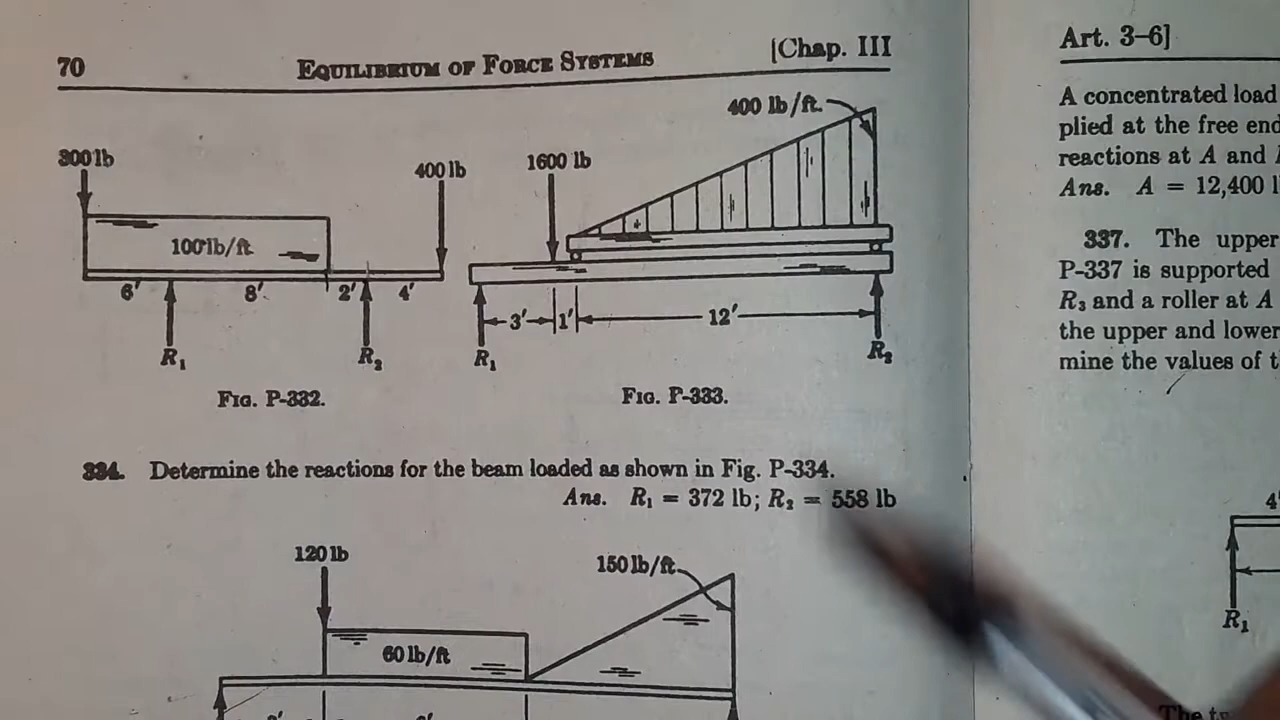 70 EQUILIBRIUM OF FORCE SYSTEMS [Chap. III
300 lb
400 lb
100 lb/ft
6' 8' 2' 4'
R₁ R₂
FIG. P-332.
400 lb/ft.
1600 lb
3' 1' 12'
R₁ R₂
FIG. P-333.
334. Determine the reactions for the beam loaded as shown in Fig. P-334.
Ans. R₁ = 372 lb; R₂ = 558 lb
120 lb
150 lb/ft.
60 lb/ft
Art. 3-6]
A concentrated load
plied at the free end
reactions at A and
Ans. A = 12,400
337. The upper
P-337 is supported
R₃ and a roller at A
the upper and lower
mine the values of
4'
R₁